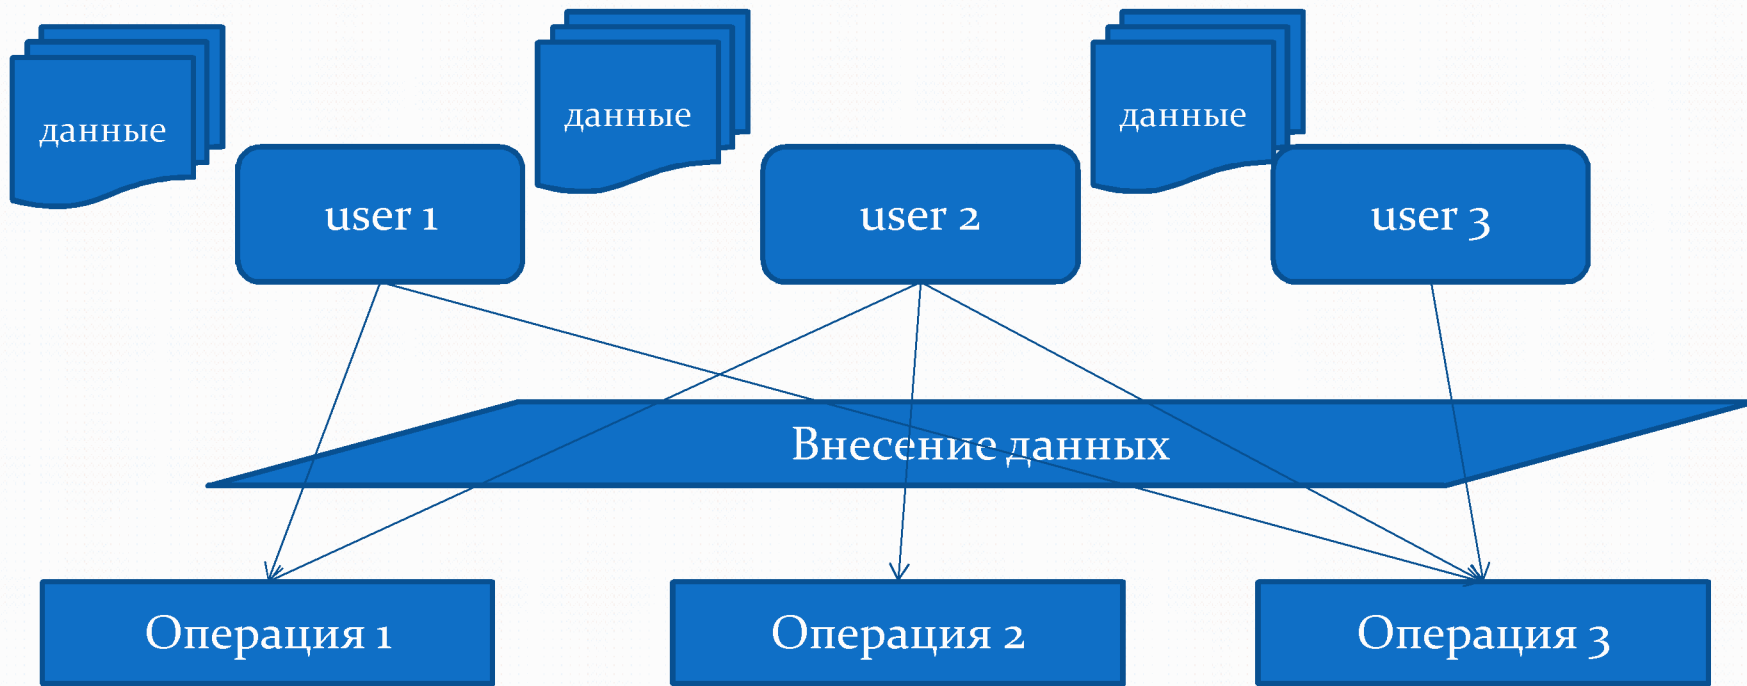 данные
данные
данные
user 1
user 2
user 3
Внесение данных
Операция 1
Операция 2
Операция 3